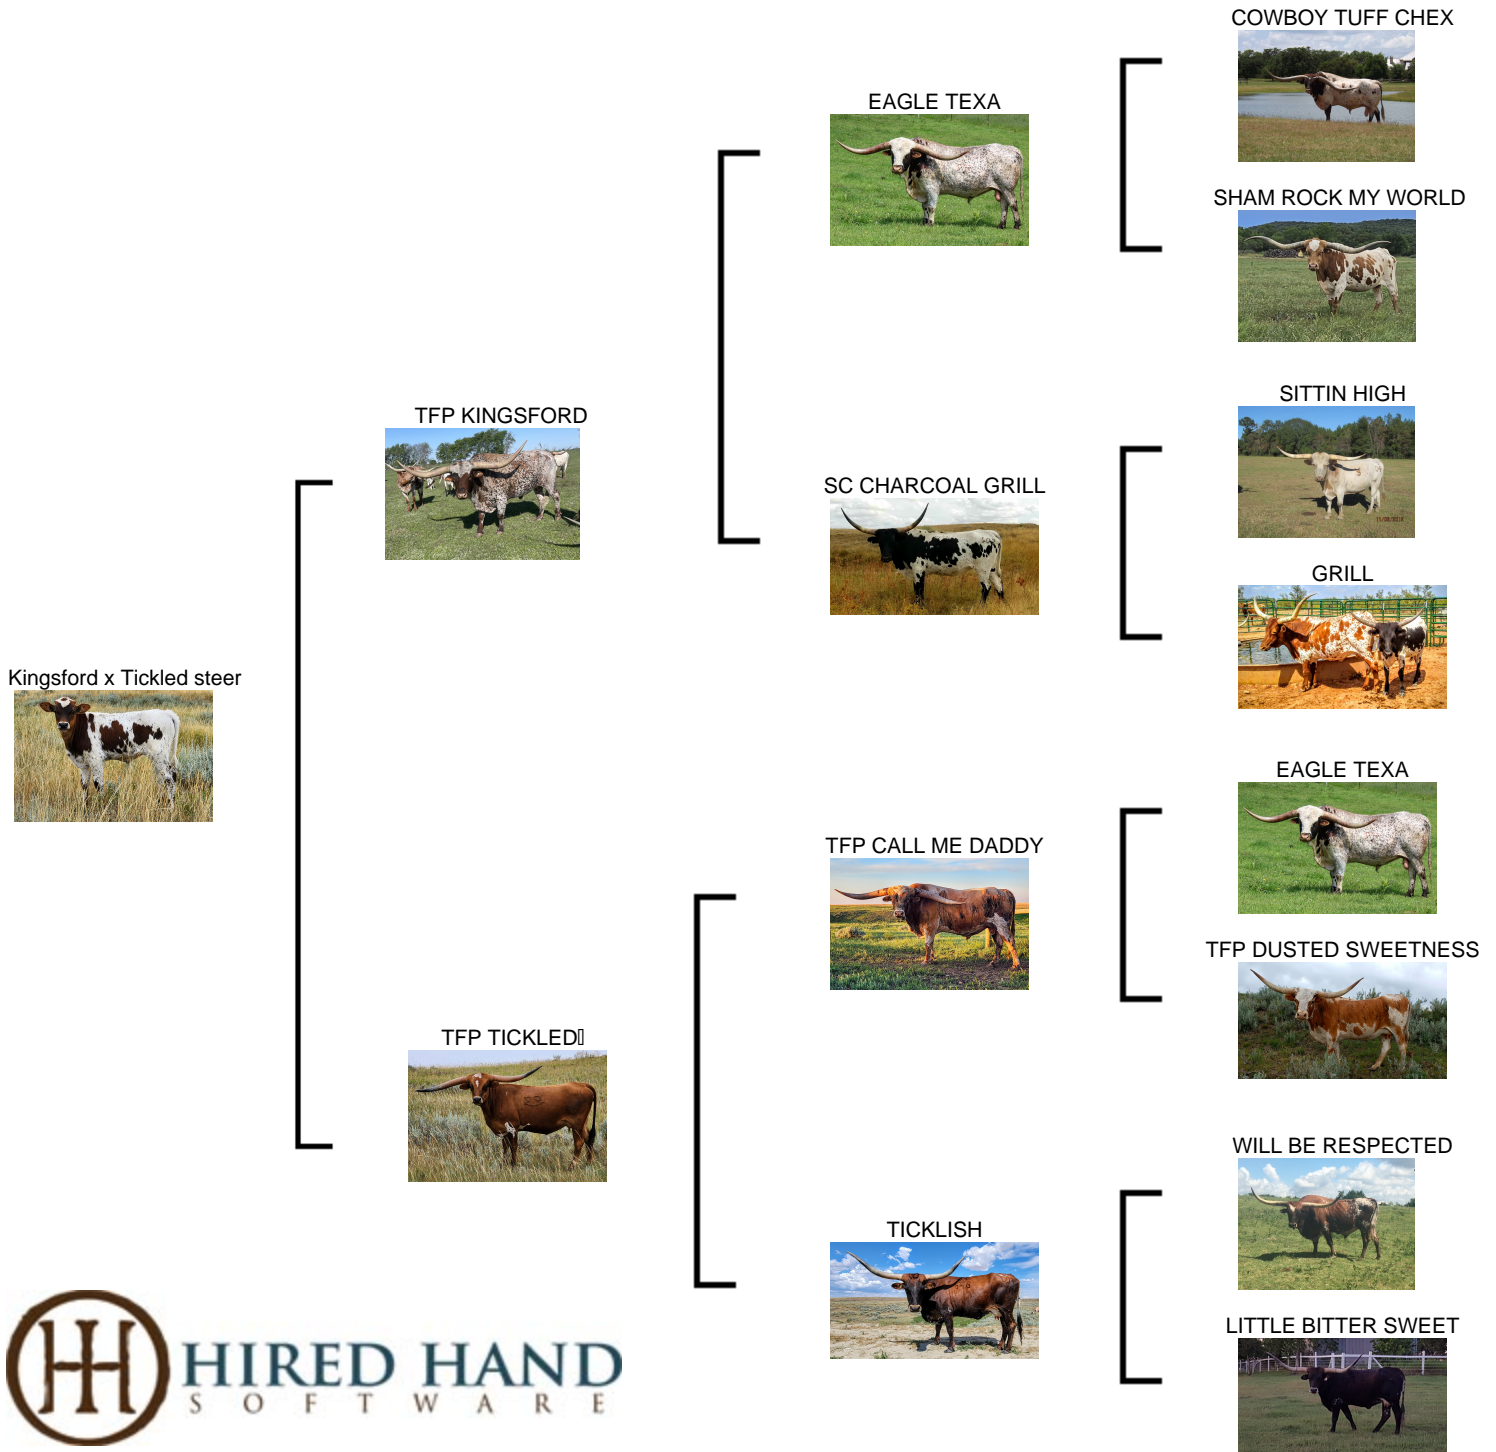 COWBOY TUFF CHEX
EAGLE TEXA
SHAM ROCK MY WORLD
TFP KINGSFORD
SITTIN HIGH
SC CHARCOAL GRILL
GRILL
Kingsford x Tickled steer
EAGLE TEXA
TFP CALL ME DADDY
TFP DUSTED SWEETNESS
TFP TICKLED
WILL BE RESPECTED
TICKLISH
LITTLE BITTER SWEET
HIRED HAND
SOFTWARE